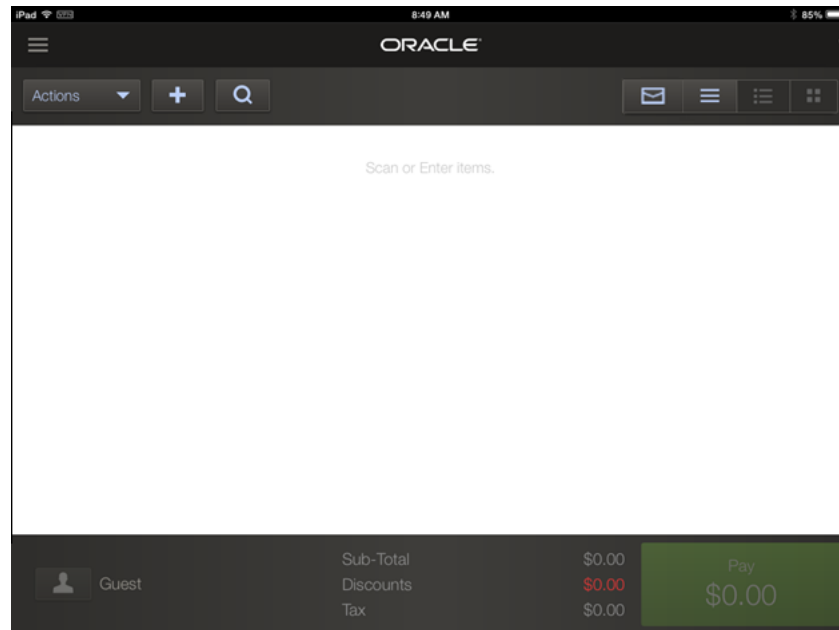 iPad VPN 8:49 AM 85%
ORACLE
Actions
Scan or Enter items.
Sub-Total $0.00
Guest Discounts $0.00
Tax $0.00
Pay
$0.00